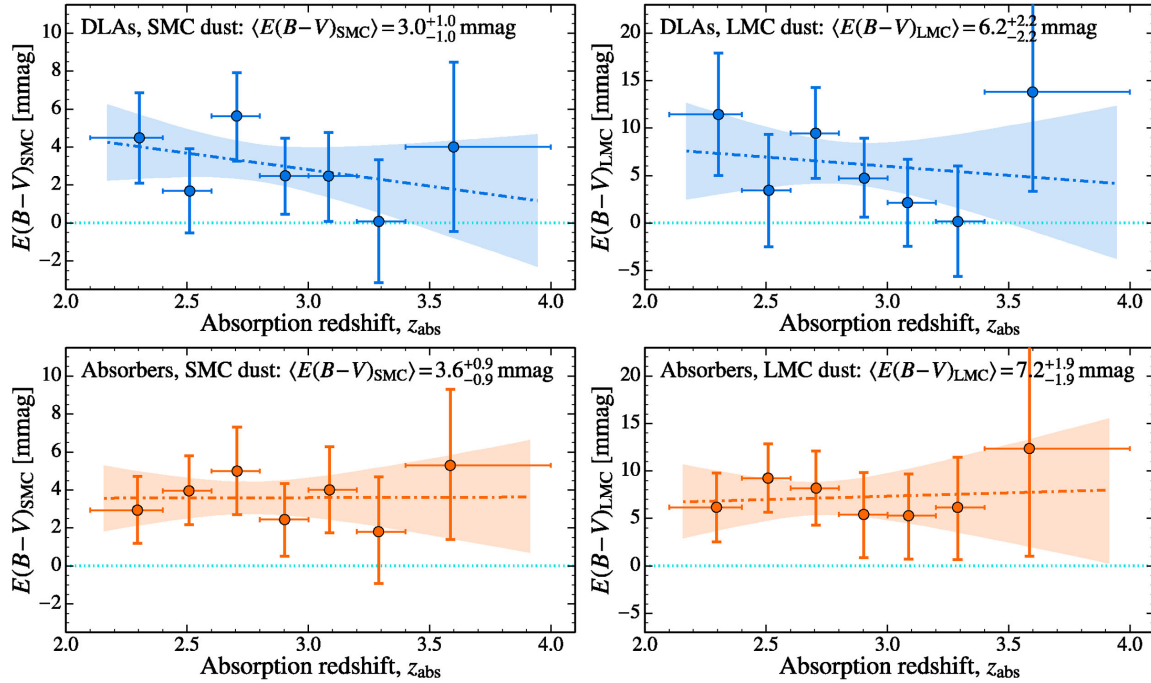 DLAs, SMC dust: ⟨E(B−V)SMC⟩ = 3.0 +1.0 −1.0 mmag
E(B−V)SMC [mmag]
10
8
6
4
2
0
−2
2.0 2.5 3.0 3.5 4.0
Absorption redshift, zabs
DLAs, LMC dust: ⟨E(B−V)LMC⟩ = 6.2 +2.2 −2.2 mmag
E(B−V)LMC [mmag]
20
15
10
5
0
−5
2.0 2.5 3.0 3.5 4.0
Absorption redshift, zabs
Absorbers, SMC dust: ⟨E(B−V)SMC⟩ = 3.6 +0.9 −0.9 mmag
E(B−V)SMC [mmag]
10
8
6
4
2
0
−2
2.0 2.5 3.0 3.5 4.0
Absorption redshift, zabs
Absorbers, LMC dust: ⟨E(B−V)LMC⟩ = 7.2 +1.9 −1.9 mmag
E(B−V)LMC [mmag]
20
15
10
5
0
−5
2.0 2.5 3.0 3.5 4.0
Absorption redshift, zabs